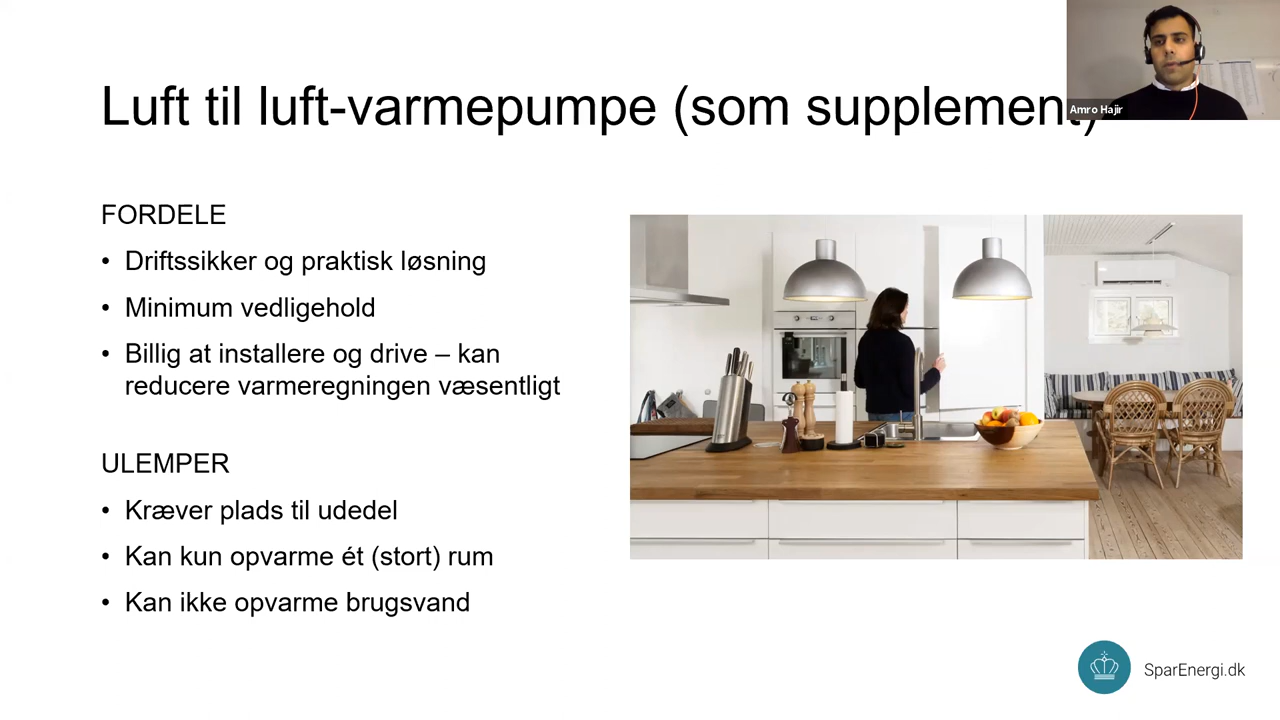 Luft til luft-varmepumpe (som supplement)
Amro Hajir
FORDELE
• Driftssikker og praktisk løsning
• Minimum vedligehold
• Billig at installere og drive – kan
reducere varmeregningen væsentligt
ULEMPER
• Kræver plads til udedel
• Kan kun opvarme ét (stort) rum
• Kan ikke opvarme brugsvand
SparEnergi.dk